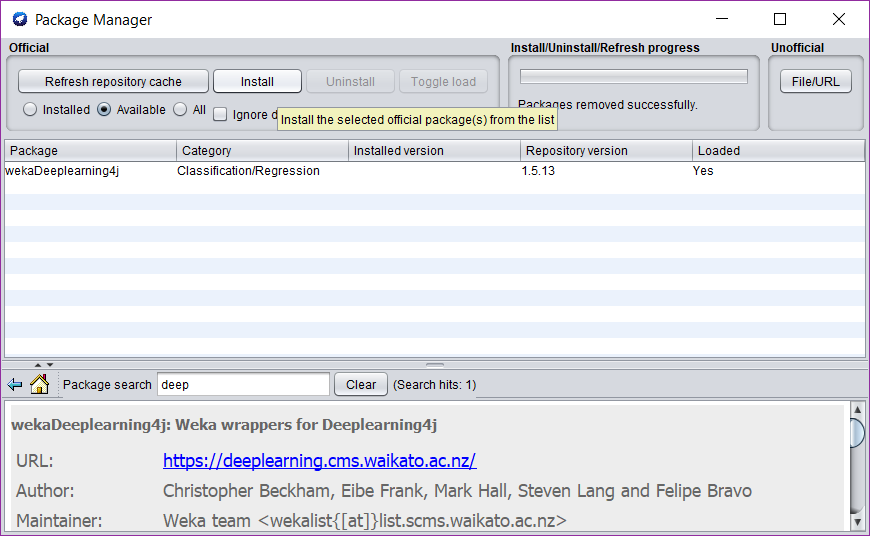 Package Manager
Official
Install/Uninstall/Refresh progress
Unofficial
Refresh repository cache
Install
Uninstall
Toggle load
File/URL
Installed
Available
All
Ignore d
Install the selected official package(s) from the list
Packages removed successfully.
Package Category Installed version Repository version Loaded
wekaDeeplearning4j Classification/Regression 1.5.13 Yes
Package search deep Clear (Search hits: 1)
wekaDeeplearning4j: Weka wrappers for Deeplearning4j
URL: https://deeplearning.cms.waikato.ac.nz/
Author: Christopher Beckham, Eibe Frank, Mark Hall, Steven Lang and Felipe Bravo
Maintainer: Weka team <wekalist{[at]}list.scms.waikato.ac.nz>